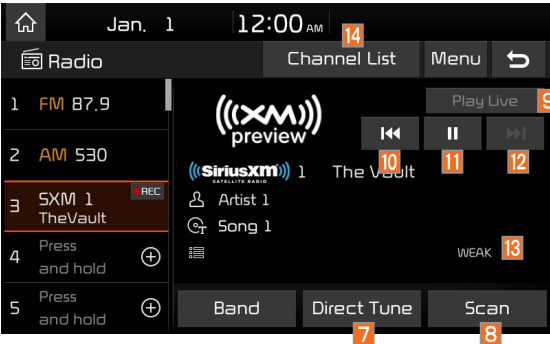 Jan. 1 12:00 AM
14
Radio Channel List Menu
1 FM 87.9
Play Live 9
(((XM)))
preview
10 11 12
2 AM 530
((SiriusXM)) 1 The Vault
SATELLITE RADIO
3 SXM 1 REC
TheVault
Artist 1
Song 1
4 Press
and hold
WEAK 13
5 Press
and hold
Band Direct Tune Scan
7 8